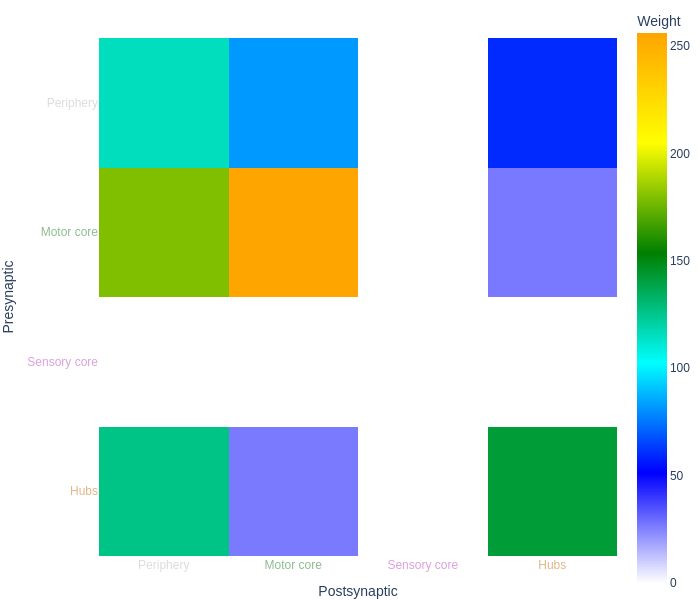 Weight
250
200
150
100
50
0
Presynaptic
Periphery
Motor core
Sensory core
Hubs
Periphery
Motor core
Sensory core
Hubs
Postsynaptic